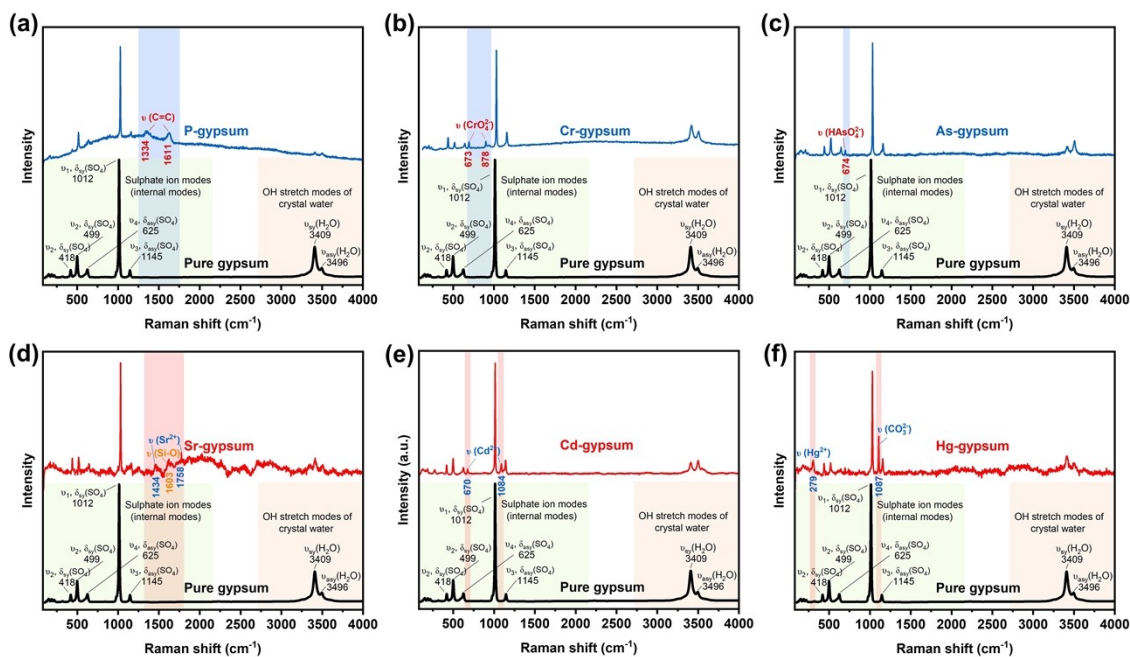 (a)
Intensity
υ (C=C)
1334
1611
P-gypsum
υ₁, δsy(SO₄)
1012
Sulphate ion modes
(internal modes)
OH stretch modes of
crystal water
υ₂, δsy(SO₄)
499
υ₄, δasy(SO₄)
625
υsy(H₂O)
3409
υ₂, δsy(SO₄)
418
υ₃, δasy(SO₄)
1145
υasy(H₂O)
3496
Pure gypsum
500 1000 1500 2000 2500 3000 3500 4000
Raman shift (cm⁻¹)
(b)
Intensity
υ (CrO₄²⁻)
673
878
Cr-gypsum
υ₁, δsy(SO₄)
1012
Sulphate ion modes
(internal modes)
OH stretch modes of
crystal water
υ₂, δsy(SO₄)
499
υ₄, δasy(SO₄)
625
υsy(H₂O)
3409
υ₂, δsy(SO₄)
418
υ₃, δasy(SO₄)
1145
υasy(H₂O)
3496
Pure gypsum
500 1000 1500 2000 2500 3000 3500 4000
Raman shift (cm⁻¹)
(c)
Intensity
υ (HAsO₄²⁻)
674
As-gypsum
υ₁, δsy(SO₄)
1012
Sulphate ion modes
(internal modes)
OH stretch modes of
crystal water
υ₂, δsy(SO₄)
499
υ₄, δasy(SO₄)
625
υsy(H₂O)
3409
υ₂, δsy(SO₄)
418
υ₃, δasy(SO₄)
1145
υasy(H₂O)
3496
Pure gypsum
500 1000 1500 2000 2500 3000 3500 4000
Raman shift (cm⁻¹)
(d)
Intensity
υ (Sr²⁺)
υ (Si-O)
1434
1603
1758
Sr-gypsum
υ₁, δsy(SO₄)
1012
Sulphate ion modes
(internal modes)
OH stretch modes of
crystal water
υ₂, δsy(SO₄)
499
υ₄, δasy(SO₄)
625
υsy(H₂O)
3409
υ₂, δsy(SO₄)
418
υ₃, δasy(SO₄)
1145
υasy(H₂O)
3496
Pure gypsum
500 1000 1500 2000 2500 3000 3500 4000
Raman shift (cm⁻¹)
(e)
Intensity (a.u.)
υ (Cd²⁺)
670
1084
Cd-gypsum
υ₁, δsy(SO₄)
1012
Sulphate ion modes
(internal modes)
OH stretch modes of
crystal water
υ₂, δsy(SO₄)
499
υ₄, δasy(SO₄)
625
υsy(H₂O)
3409
υ₂, δsy(SO₄)
418
υ₃, δasy(SO₄)
1145
υasy(H₂O)
3496
Pure gypsum
500 1000 1500 2000 2500 3000 3500 4000
Raman shift (cm⁻¹)
(f)
Intensity
υ (Hg²⁺)
279
υ (CO₃²⁻)
1087
Hg-gypsum
υ₁, δsy(SO₄)
1012
Sulphate ion modes
(internal modes)
OH stretch modes of
crystal water
υ₂, δsy(SO₄)
499
υ₄, δasy(SO₄)
625
υsy(H₂O)
3409
υ₂, δsy(SO₄)
418
υ₃, δasy(SO₄)
1145
υasy(H₂O)
3496
Pure gypsum
500 1000 1500 2000 2500 3000 3500 4000
Raman shift (cm⁻¹)